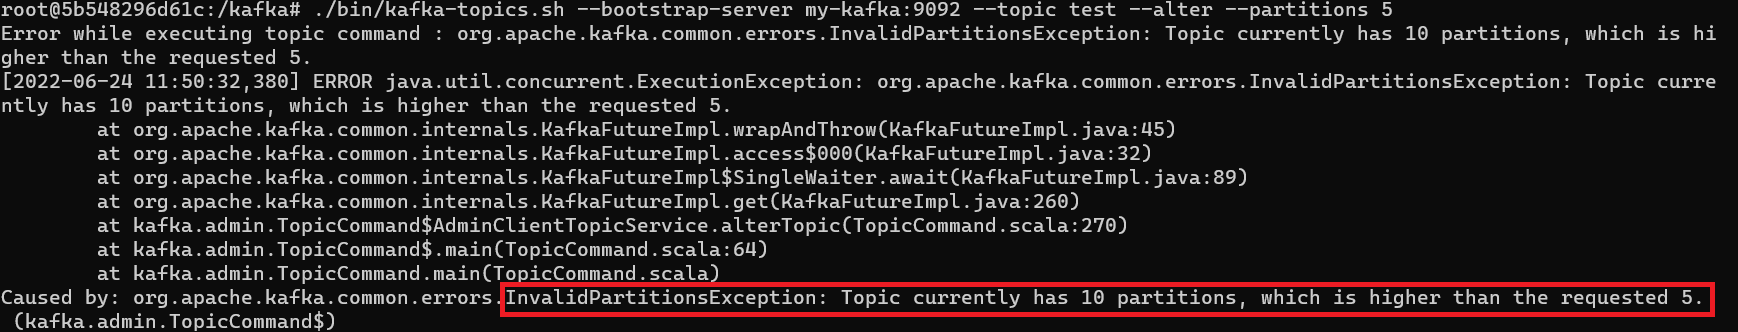 root@5b548296d61c:/kafka# ./bin/kafka-topics.sh --bootstrap-server my-kafka:9092 --topic test --alter --partitions 5
Error while executing topic command : org.apache.kafka.common.errors.InvalidPartitionsException: Topic currently has 10 partitions, which is hi
gher than the requested 5.
[2022-06-24 11:50:32,380] ERROR java.util.concurrent.ExecutionException: org.apache.kafka.common.errors.InvalidPartitionsException: Topic curre
ntly has 10 partitions, which is higher than the requested 5.
        at org.apache.kafka.common.internals.KafkaFutureImpl.wrapAndThrow(KafkaFutureImpl.java:45)
        at org.apache.kafka.common.internals.KafkaFutureImpl.access$000(KafkaFutureImpl.java:32)
        at org.apache.kafka.common.internals.KafkaFutureImpl$SingleWaiter.await(KafkaFutureImpl.java:89)
        at org.apache.kafka.common.internals.KafkaFutureImpl.get(KafkaFutureImpl.java:260)
        at kafka.admin.TopicCommand$AdminClientTopicService.alterTopic(TopicCommand.scala:270)
        at kafka.admin.TopicCommand$.main(TopicCommand.scala:64)
        at kafka.admin.TopicCommand.main(TopicCommand.scala)
Caused by: org.apache.kafka.common.errors.InvalidPartitionsException: Topic currently has 10 partitions, which is higher than the requested 5.
 (kafka.admin.TopicCommand$)